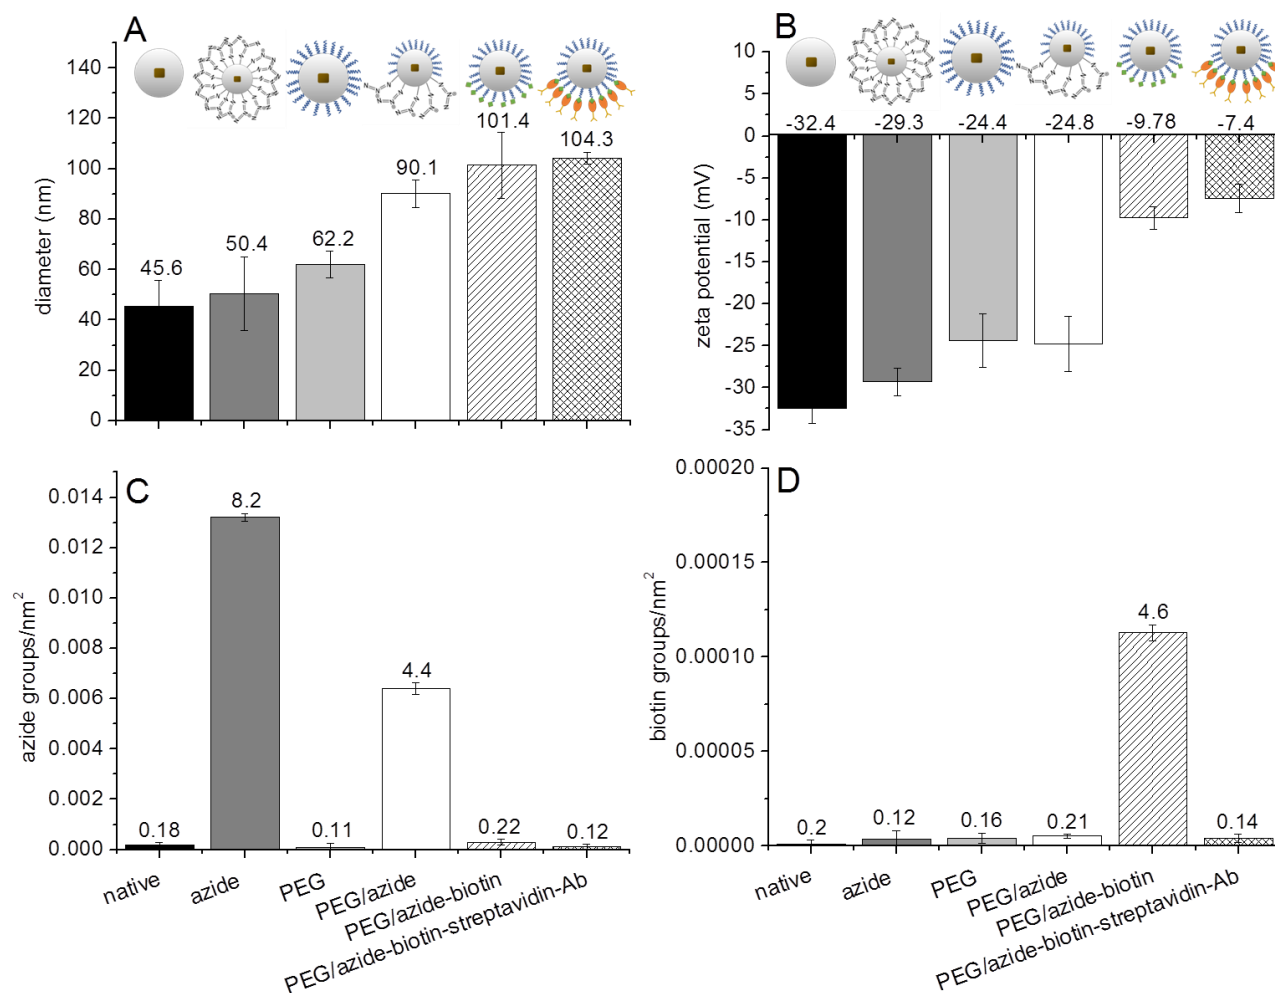 A
140
120
100
80
60
40
20
0
diameter (nm)
45.6
50.4
62.2
90.1
101.4
104.3
B
10
5
0
-5
-10
-15
-20
-25
-30
-35
zeta potential (mV)
-32.4
-29.3
-24.4
-24.8
-9.78
-7.4
C
0.014
0.012
0.010
0.008
0.006
0.004
0.002
0.000
azide groups/nm²
0.18
8.2
0.11
4.4
0.22
0.12
native
azide
PEG
PEG/azide
PEG/azide-biotin
PEG/azide-biotin-streptavidin-Ab
D
0.00020
0.00015
0.00010
0.00005
0.00000
biotin groups/nm²
0.2
0.12
0.16
0.21
4.6
0.14
native
azide
PEG
PEG/azide
PEG/azide-biotin
PEG/azide-biotin-streptavidin-Ab